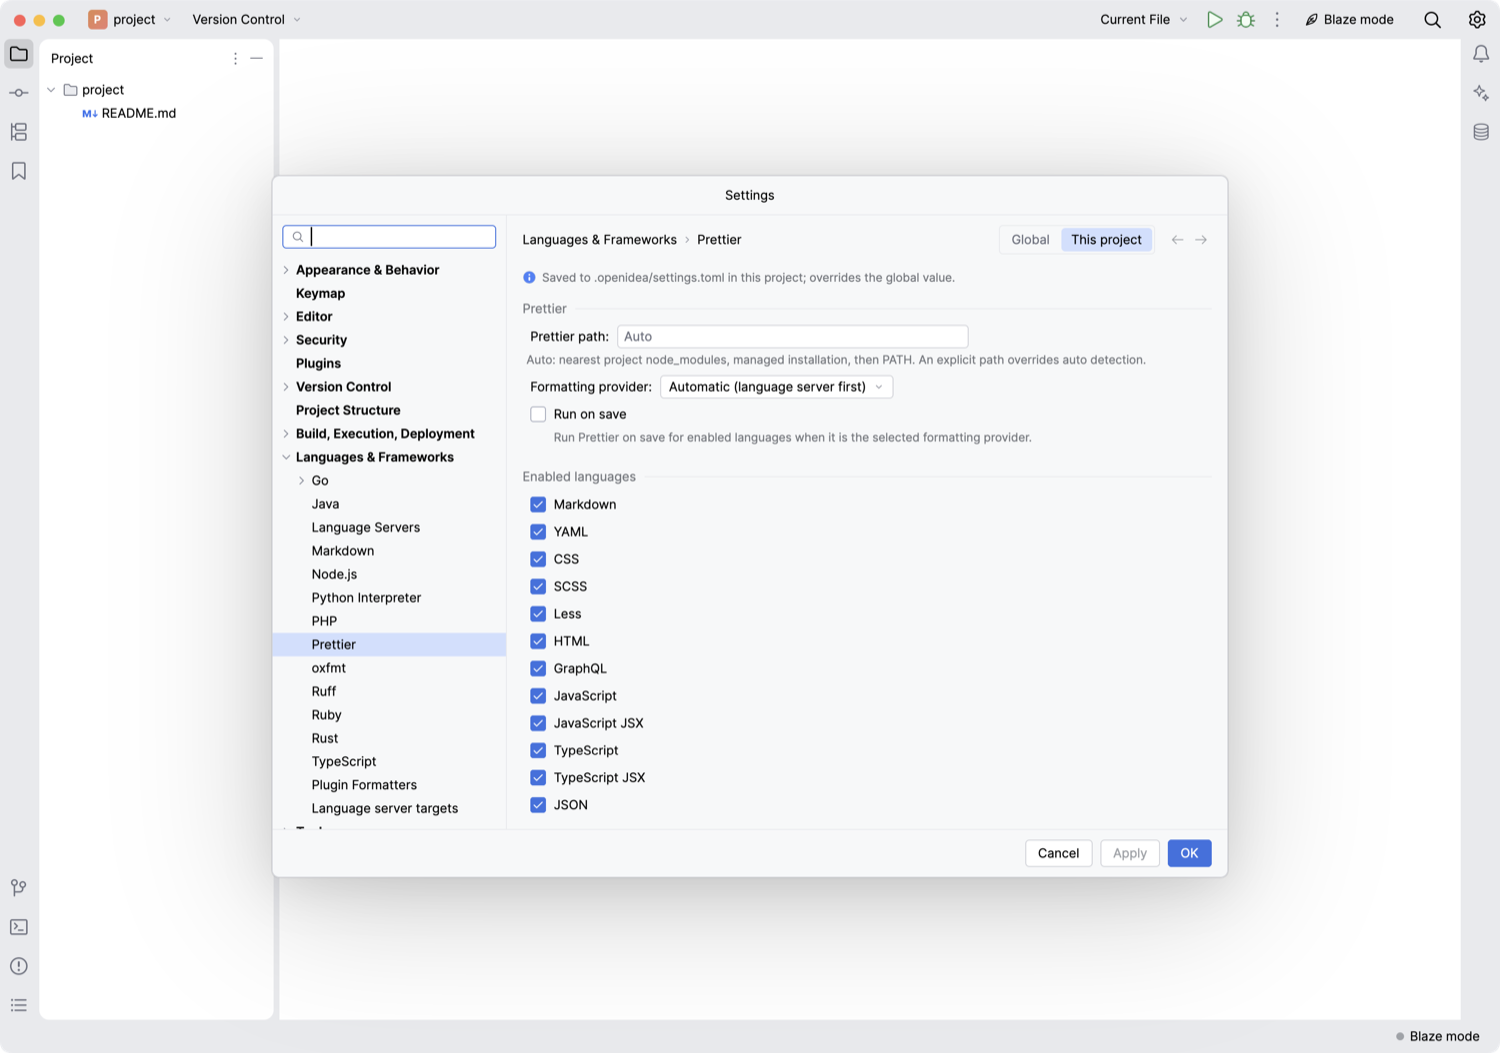 P project
Version Control
Current File
Blaze mode
Project
project
M↓ README.md
Settings
Languages & Frameworks › Prettier
Global
This project
Saved to .openidea/settings.toml in this project; overrides the global value.
Appearance & Behavior
Keymap
Editor
Security
Plugins
Version Control
Project Structure
Build, Execution, Deployment
Languages & Frameworks
Go
Java
Language Servers
Markdown
Node.js
Python Interpreter
PHP
Prettier
oxfmt
Ruff
Ruby
Rust
TypeScript
Plugin Formatters
Language server targets
Prettier
Prettier path: Auto
Auto: nearest project node_modules, managed installation, then PATH. An explicit path overrides auto detection.
Formatting provider: Automatic (language server first)
Run on save
Run Prettier on save for enabled languages when it is the selected formatting provider.
Enabled languages
Markdown
YAML
CSS
SCSS
Less
HTML
GraphQL
JavaScript
JavaScript JSX
TypeScript
TypeScript JSX
JSON
Cancel
Apply
OK
Blaze mode